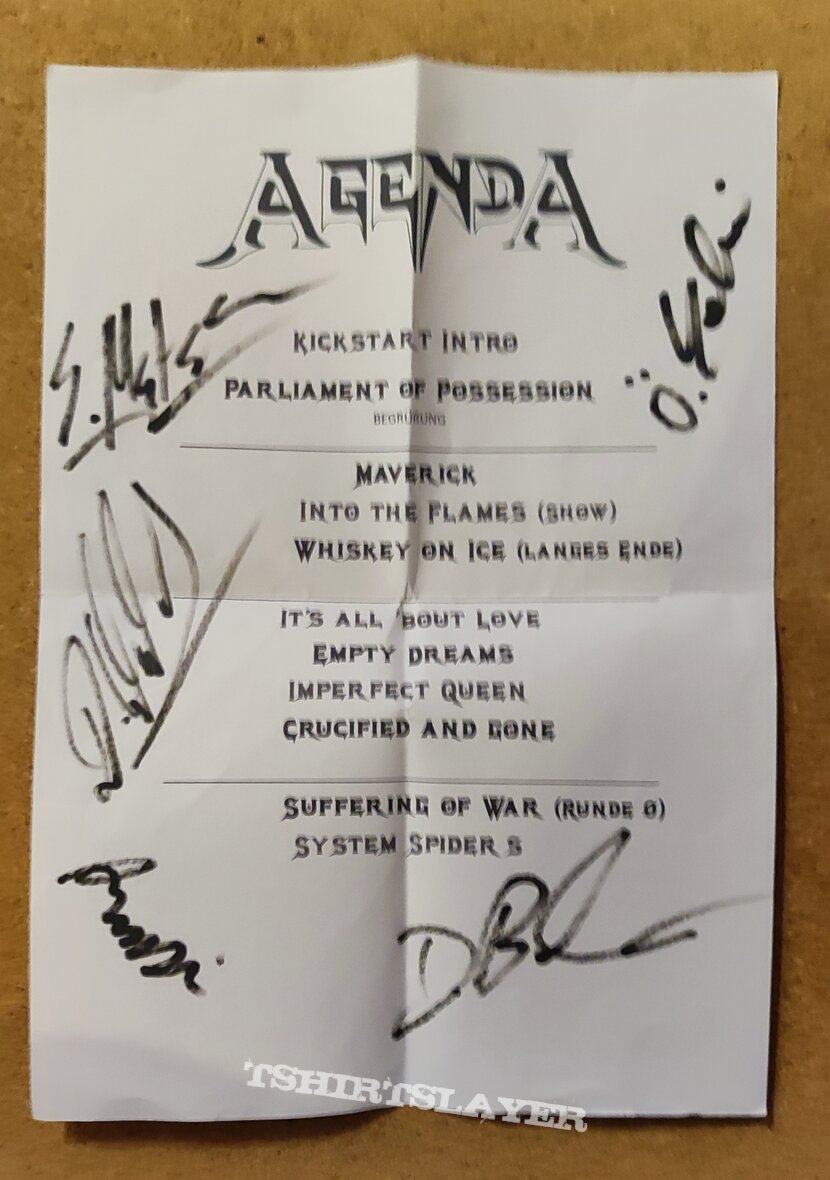 AGENDA
KICKSTART INTRO
PARLIAMENT OF POSSESSION
BEGRÜßUNG
MAVERICK
INTO THE FLAMES (SHOW)
WHISKEY ON ICE (LANGES ENDE)
IT'S ALL 'BOUT LOVE
EMPTY DREAMS
IMPERFECT QUEEN
CRUCIFIED AND GONE
SUFFERING OF WAR (RUNDE 0)
SYSTEM SPIDER S
TSHIRTSLAYER